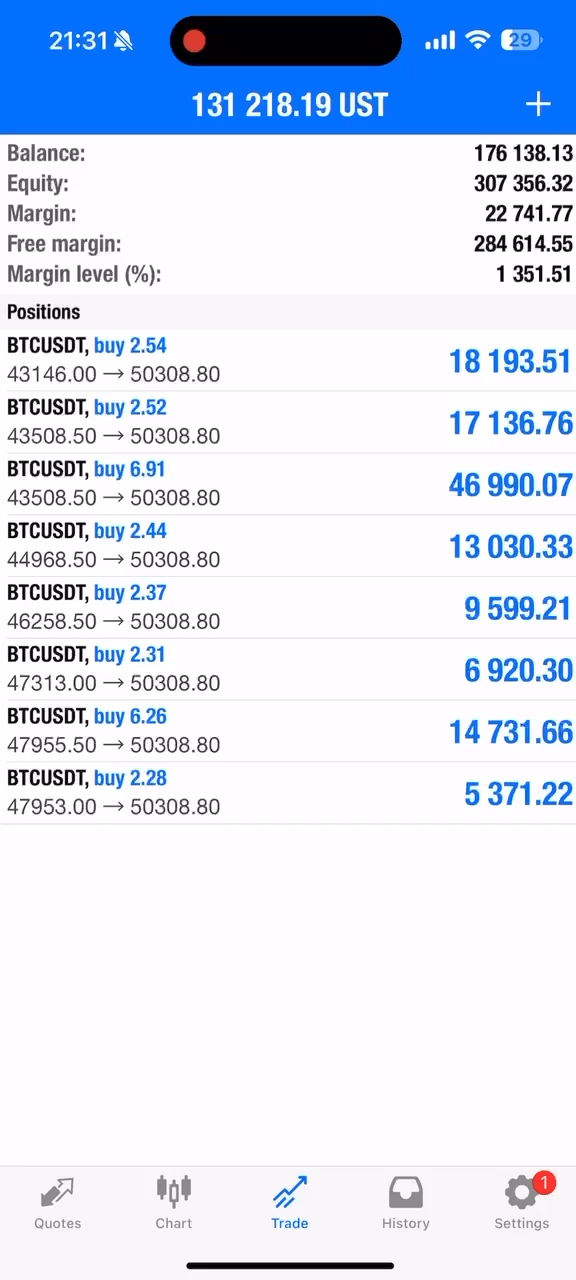 21:31 29
131 218.19 UST +
Balance: 176 138.13
Equity: 307 356.32
Margin: 22 741.77
Free margin: 284 614.55
Margin level (%): 1 351.51
Positions
BTCUSDT, buy 2.54
43146.00 → 50308.80 18 193.51
BTCUSDT, buy 2.52
43508.50 → 50308.80 17 136.76
BTCUSDT, buy 6.91
43508.50 → 50308.80 46 990.07
BTCUSDT, buy 2.44
44968.50 → 50308.80 13 030.33
BTCUSDT, buy 2.37
46258.50 → 50308.80 9 599.21
BTCUSDT, buy 2.31
47313.00 → 50308.80 6 920.30
BTCUSDT, buy 6.26
47955.50 → 50308.80 14 731.66
BTCUSDT, buy 2.28
47953.00 → 50308.80 5 371.22
1
Quotes Chart Trade History Settings